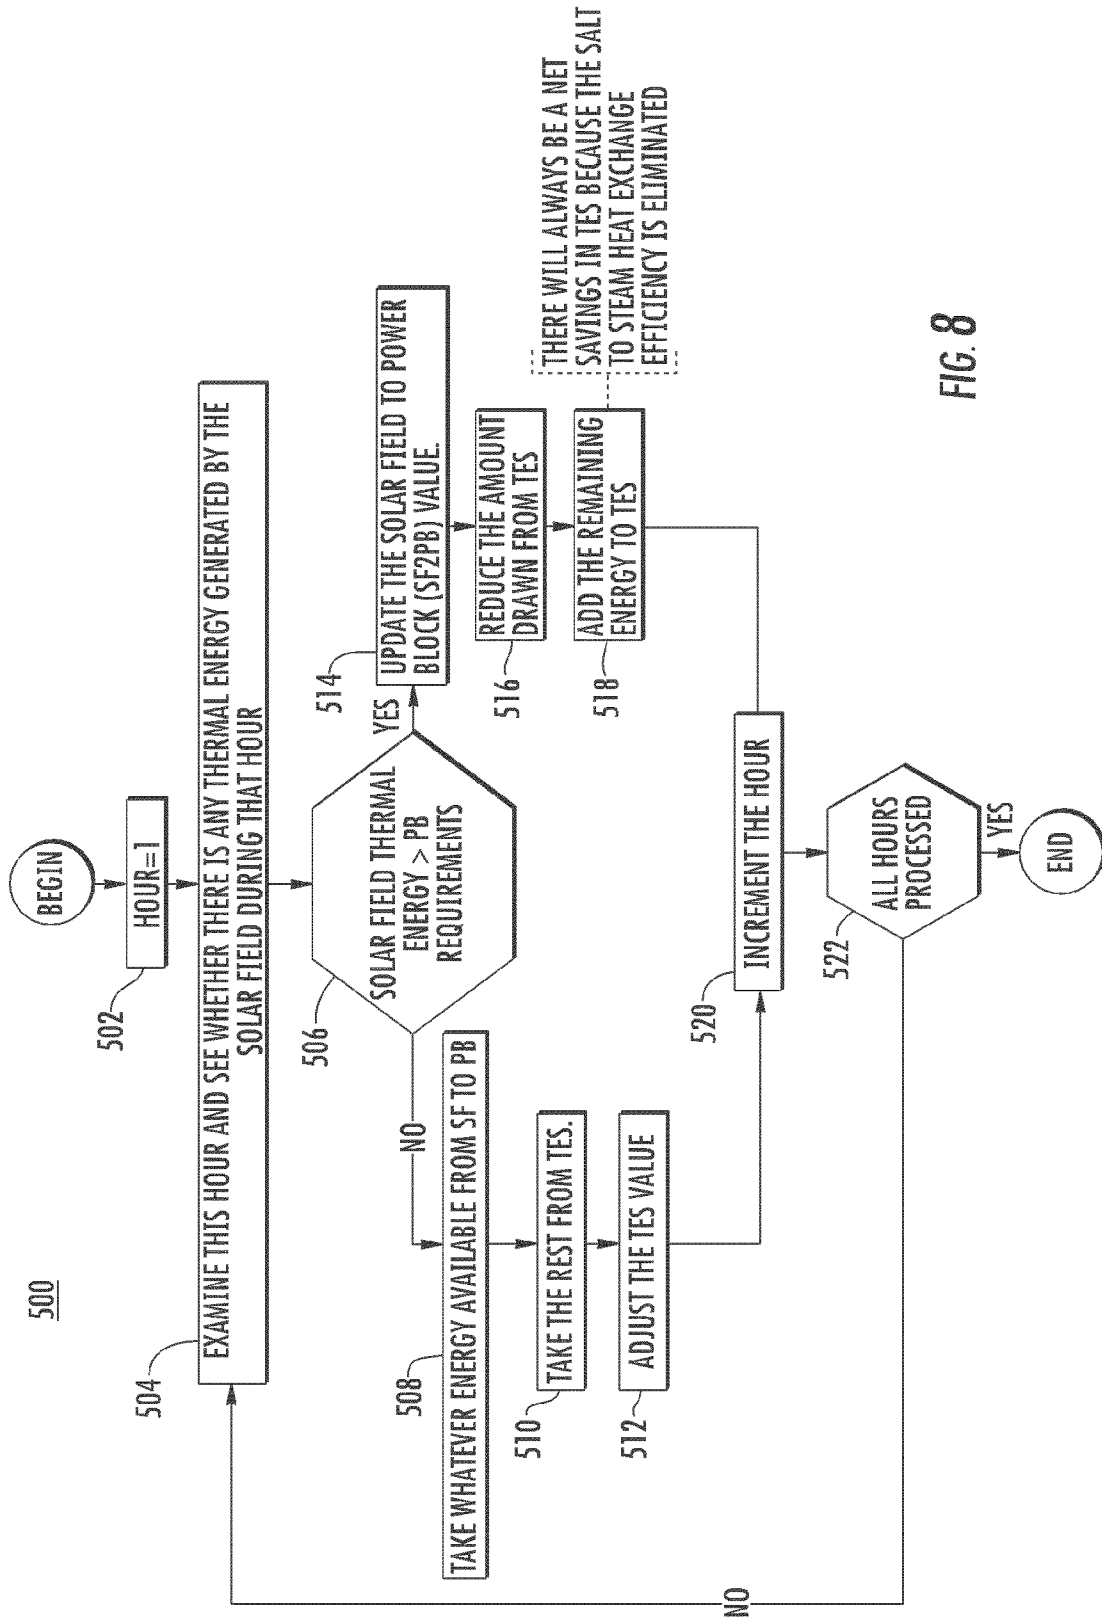 500
BEGIN
502
HOUR=1
504
EXAMINE THIS HOUR AND SEE WHETHER THERE IS ANY THERMAL ENERGY GENERATED BY THE
SOLAR FIELD DURING THAT HOUR
506
SOLAR FIELD THERMAL
ENERGY > PB
REQUIREMENTS
NO
YES
508
TAKE WHATEVER ENERGY AVAILABLE FROM SF TO PB
510
TAKE THE REST FROM TES.
512
ADJUST THE TES VALUE
514
UPDATE THE SOLAR FIELD TO POWER
BLOCK (SF2PB) VALUE.
516
REDUCE THE AMOUNT
DRAWN FROM TES
518
ADD THE REMAINING
ENERGY TO TES
THERE WILL ALWAYS BE A NET
SAVINGS IN TES BECAUSE THE SALT
TO STEAM HEAT EXCHANGE
EFFICIENCY IS ELIMINATED
520
INCREMENT THE HOUR
522
ALL HOURS
PROCESSED
NO
YES
END
FIG. 8